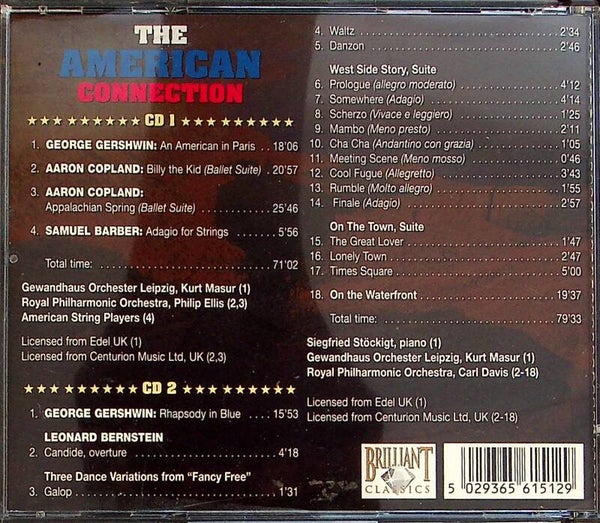 THE
AMERICAN
CONNECTION
CD 1
1. GEORGE GERSHWIN: An American in Paris .. 18'06
2. AARON COPLAND: Billy the Kid (Ballet Suite) .. 20'57
3. AARON COPLAND:
Appalachian Spring (Ballet Suite) .......... 25'46
4. SAMUEL BARBER: Adagio for Strings ...... 5'56
Total time: .......................... 71'02
Gewandhaus Orchester Leipzig, Kurt Masur (1)
Royal Philharmonic Orchestra, Philip Ellis (2,3)
American String Players (4)
Licensed from Edel UK (1)
Licensed from Centurion Music Ltd, UK (2,3)
CD 2
1. GEORGE GERSHWIN: Rhapsody in Blue .... 15'53
LEONARD BERNSTEIN
2. Candide, overture .................... 4'18
Three Dance Variations from “Fancy Free”
3. Galop .............................. 1'31
4. Waltz .............................. 2'34
5. Danzon .............................. 2'46
West Side Story, Suite
6. Prologue (allegro moderato) .............. 4'12
7. Somewhere (Adagio) .................. 4'14
8. Scherzo (Vivace e leggiero) .............. 1'25
9. Mambo (Meno presto) .................. 2'11
10. Cha Cha (Andantino con grazia) .......... 1'05
11. Meeting Scene (Meno mosso) ............ 0'46
12. Cool Fugue (Allegretto) ................ 3'43
13. Rumble (Molto allegro) ................ 1'55
14. Finale (Adagio) ...................... 2'57
On The Town, Suite
15. The Great Lover ...................... 1'47
16. Lonely Town ........................ 2'47
17. Times Square ........................ 5'00
18. On the Waterfront .................... 19'37
Total time: .......................... 79'33
Siegfried Stöckigt, piano (1)
Gewandhaus Orchester Leipzig, Kurt Masur (1)
Royal Philharmonic Orchestra, Carl Davis (2-18)
Licensed from Edel UK (1)
Licensed from Centurion Music Ltd, UK (2-18)
BRILLIANT
CLASSICS
5 029365 615129